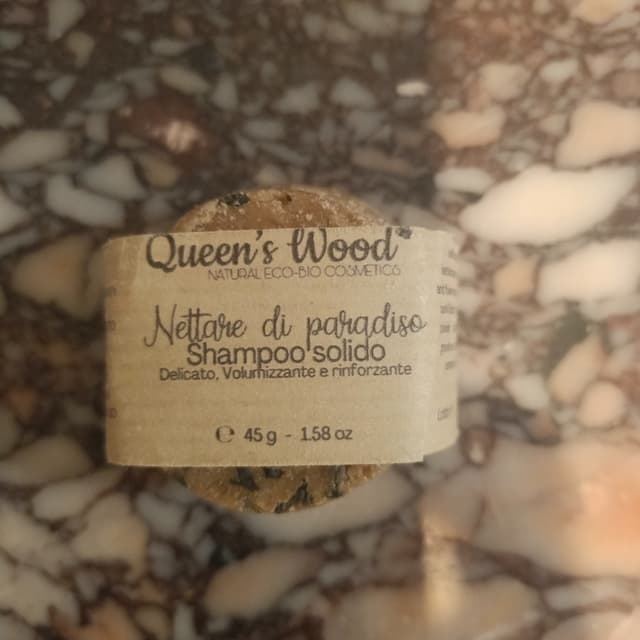 Queen's Wood
NATURAL ECO-BIO COSMETICS
Nettare di paradiso
Shampoo solido
Delicato, Volumizzante e rinforzante
℮ 45 g - 1.58 oz